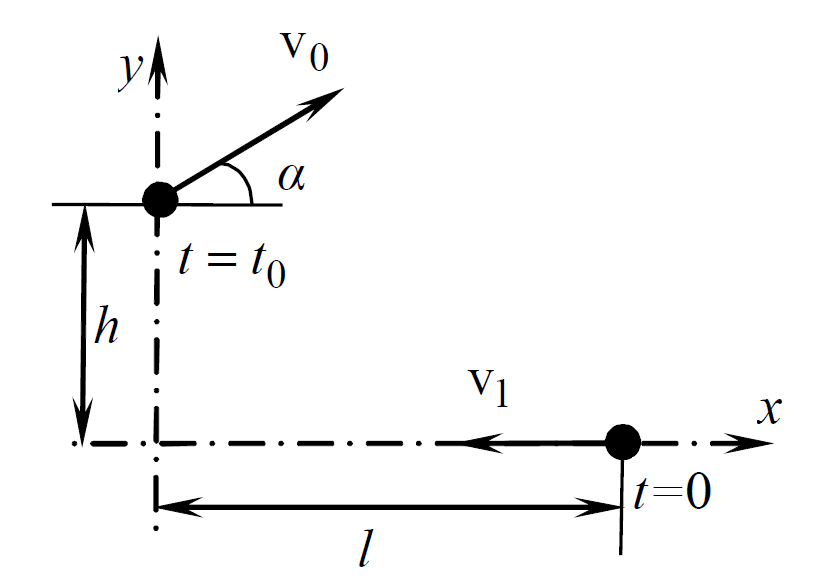 y
v₀
α
t = t₀
h
v₁
x
t=0
l